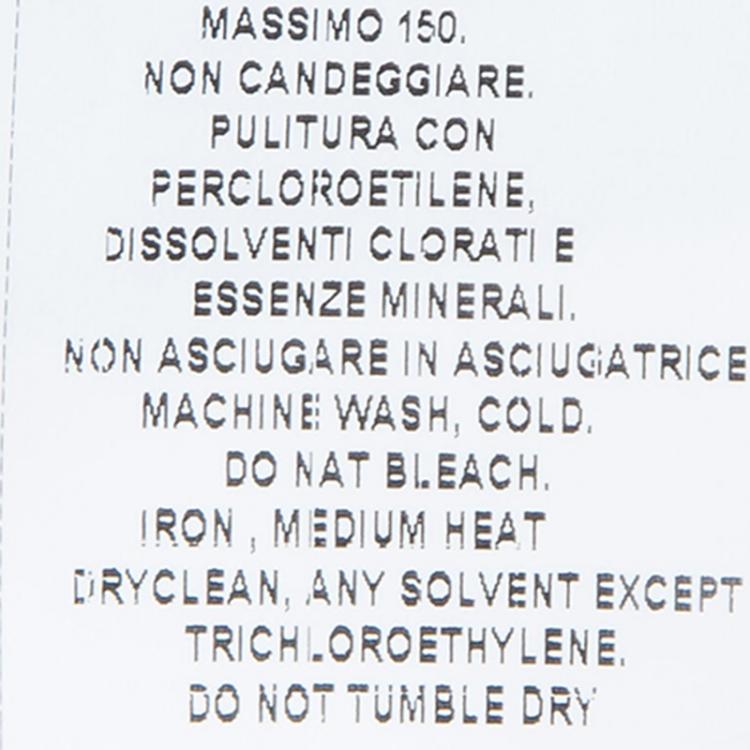 MASSIMO 150.
NON CANDEGGIARE.
PULITURA CON
PERCLOROETILENE,
DISSOLVENTI CLORATI E
ESSENZE MINERALI.
NON ASCIUGARE IN ASCIUGATRICE
MACHINE WASH, COLD.
DO NAT BLEACH.
IRON , MEDIUM HEAT
DRYCLEAN, ANY SOLVENT EXCEPT
TRICHLOROETHYLENE.
DO NOT TUMBLE DRY